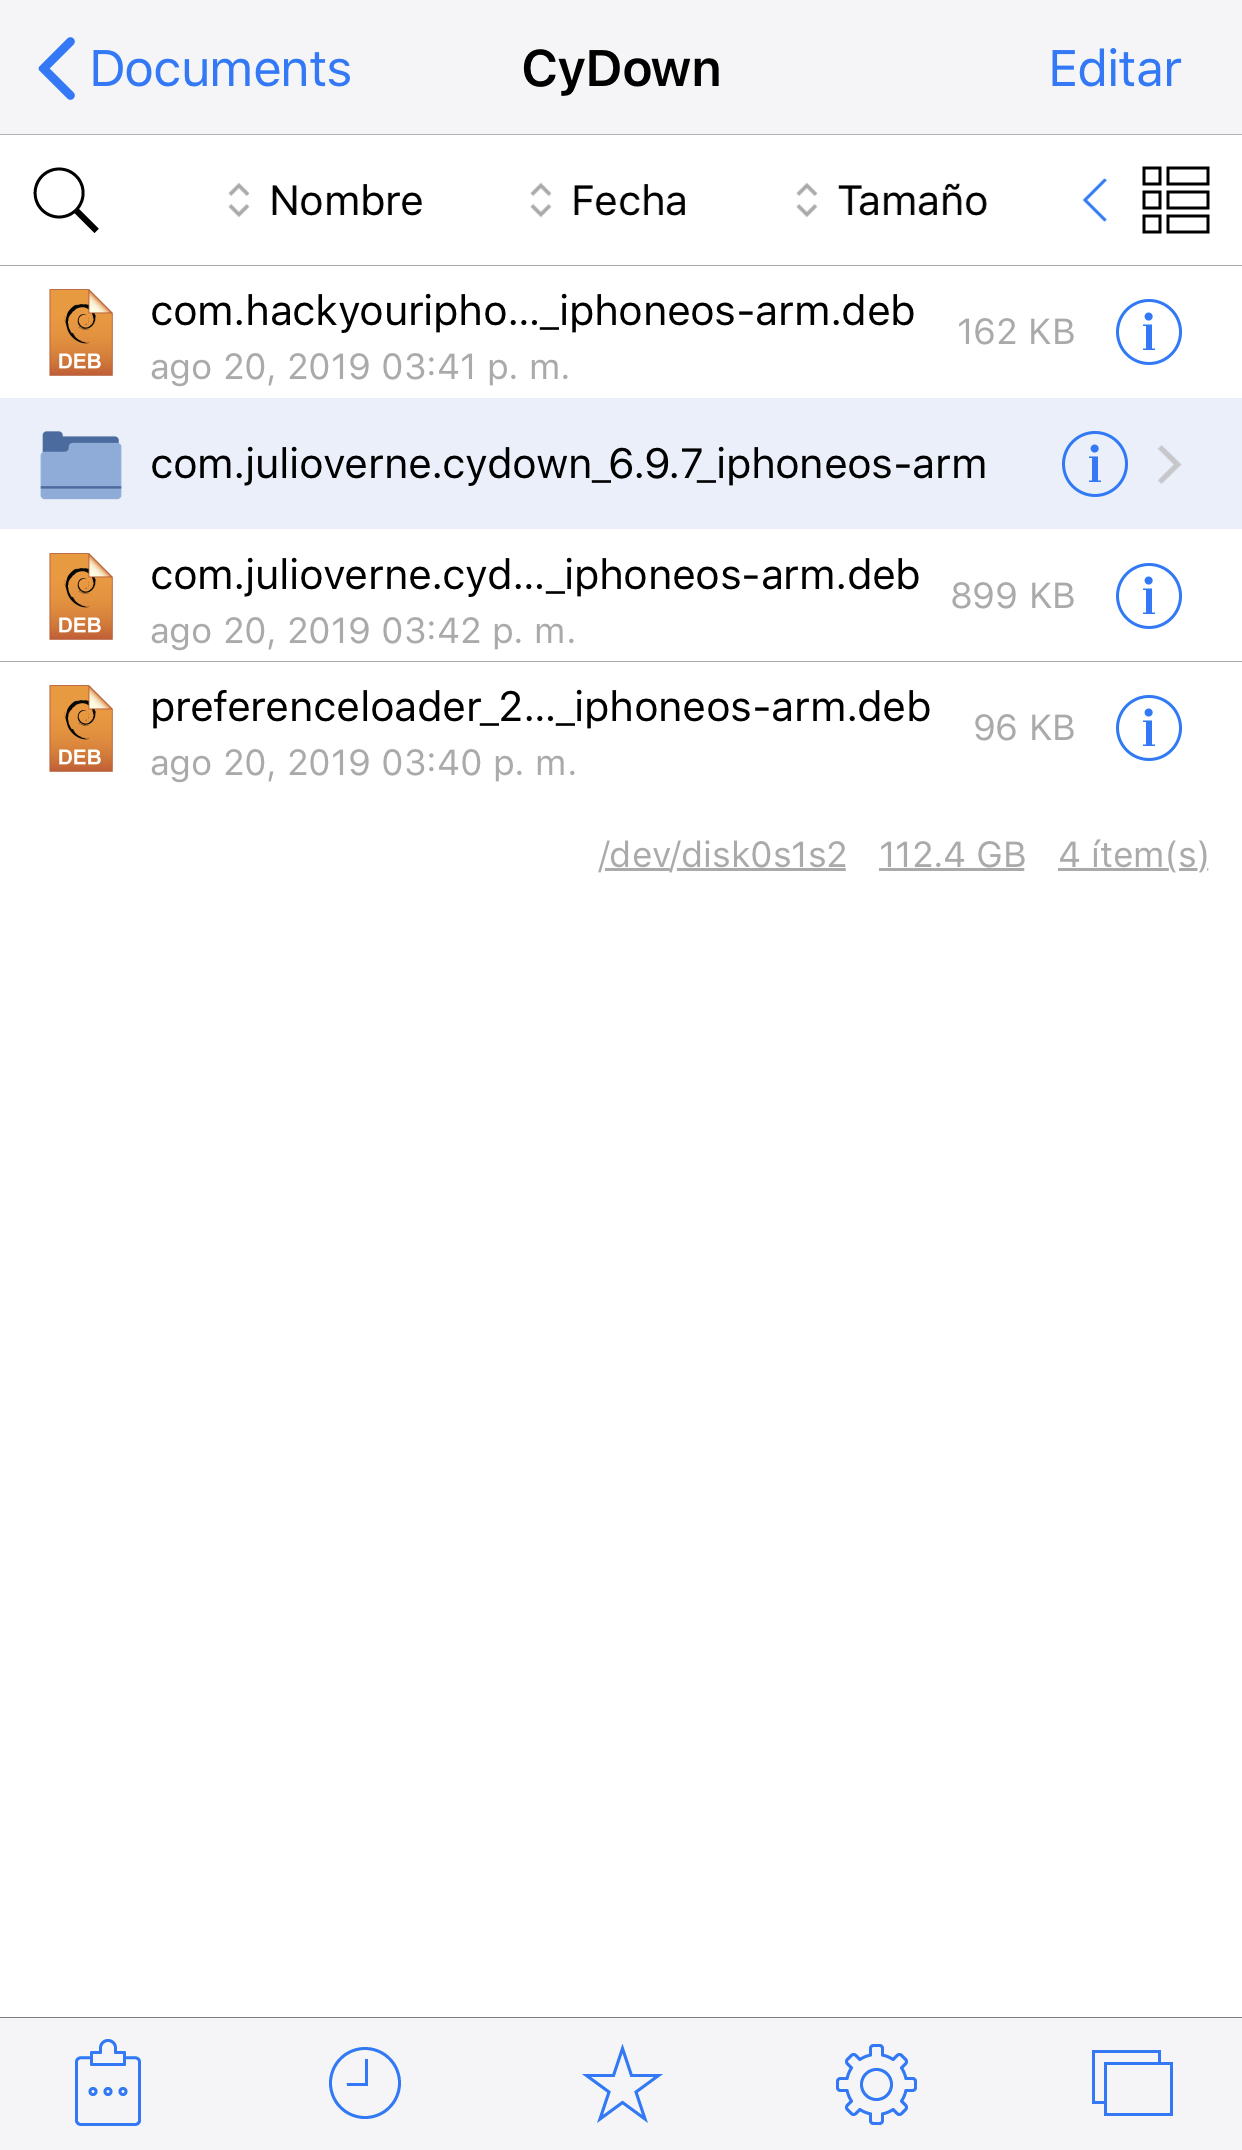 Documents CyDown Editar
Nombre Fecha Tamaño
com.hackyouripho..._iphoneos-arm.deb 162 KB
DEB ago 20, 2019 03:41 p. m.
com.julioverne.cydown_6.9.7_iphoneos-arm
com.julioverne.cyd..._iphoneos-arm.deb 899 KB
DEB ago 20, 2019 03:42 p. m.
preferenceloader_2..._iphoneos-arm.deb 96 KB
DEB ago 20, 2019 03:40 p. m.
/dev/disk0s1s2 112.4 GB 4 ítem(s)